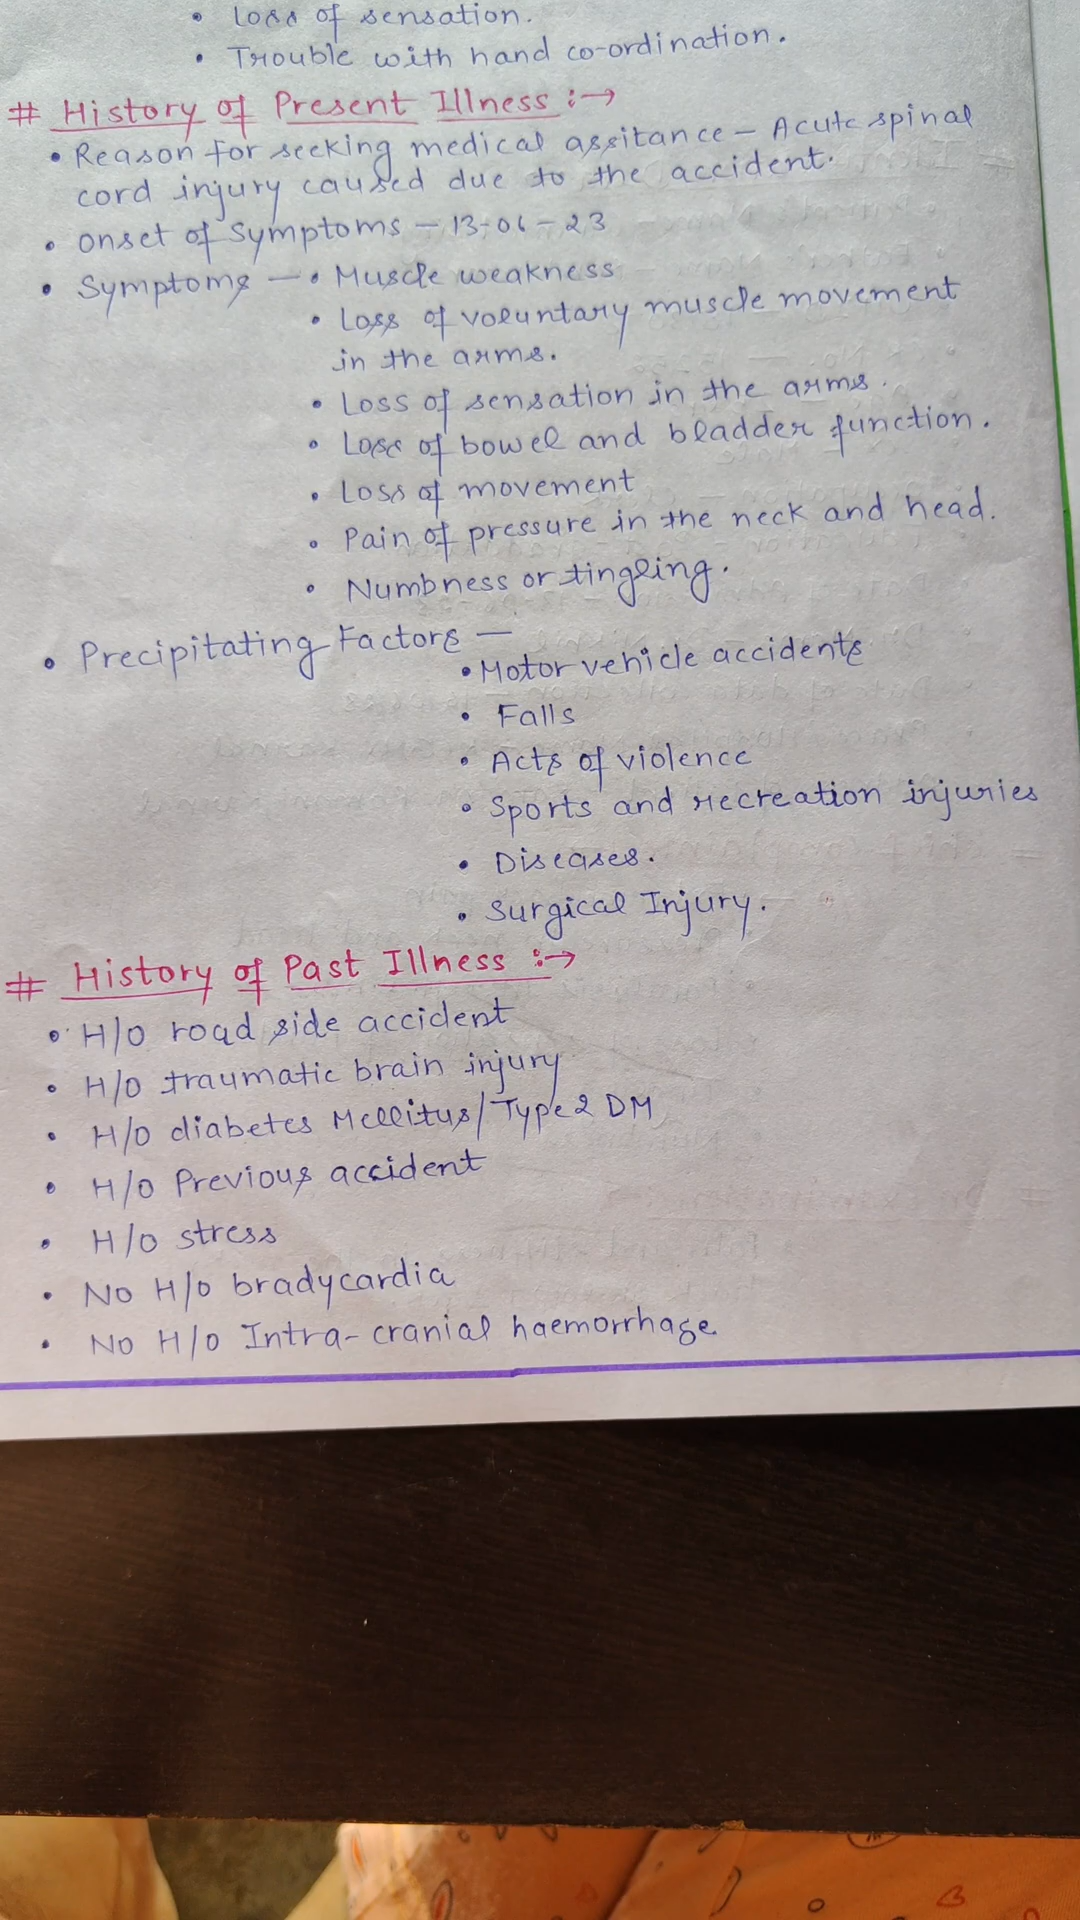 • Loss of sensation.
• Trouble with hand co-ordination.
# History of Present Illness :→
• Reason for seeking medical assitance – Acute spinal
cord injury caused due to the accident.
• onset of symptoms – 13-06-23
• Symptoms – • Muscle weakness
• Loss of voluntary muscle movement
in the arms.
• Loss of sensation in the arms.
• Loss of bowel and bladder function.
• Loss of movement
• Pain of pressure in the neck and head.
• Numbness or tingling.
• Precipitating Factors –
• Motor vehicle accidents
• Falls
• Acts of violence
• Sports and recreation injuries
• Diseases.
• Surgical Injury.
# History of Past Illness :→
• H/O road side accident
• H/O traumatic brain injury
• H/O diabetes Mellitus/Type 2 DM
• H/O Previous accident
• H/O stress
• No H/O bradycardia
• No H/O Intra-cranial haemorrhage